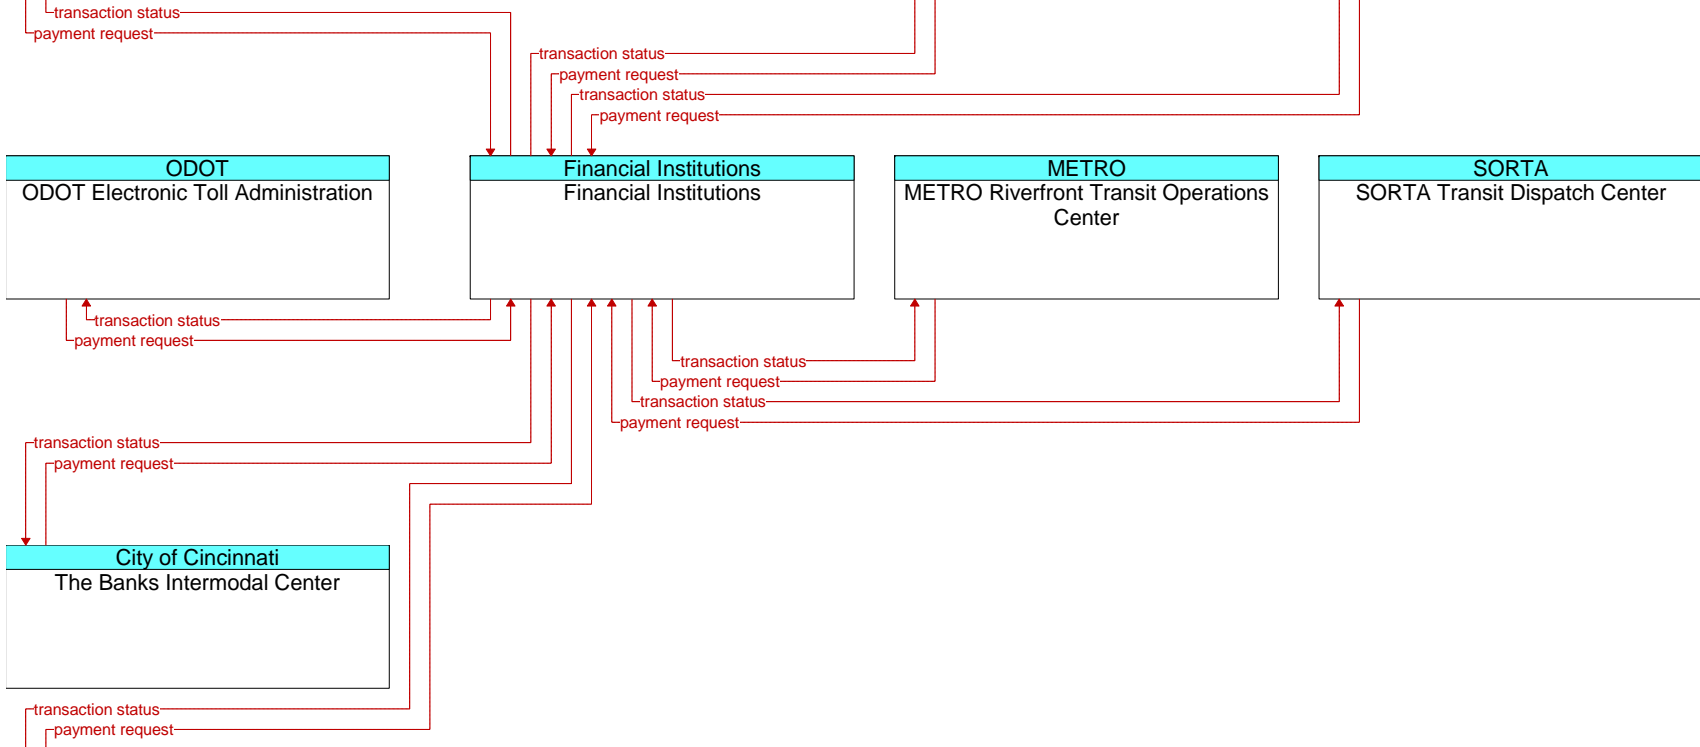 transaction status
payment request
transaction status
payment request
transaction status
payment request
ODOT
ODOT Electronic Toll Administration
Financial Institutions
Financial Institutions
METRO
METRO Riverfront Transit Operations
Center
SORTA
SORTA Transit Dispatch Center
transaction status
payment request
transaction status
payment request
transaction status
payment request
transaction status
payment request
City of Cincinnati
The Banks Intermodal Center
transaction status
payment request